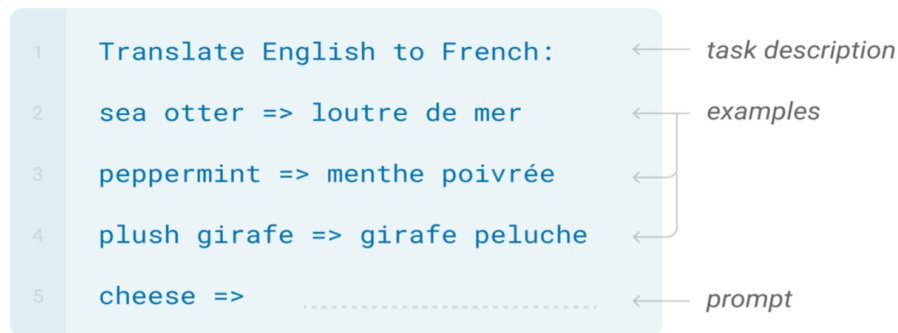 1 Translate English to French: task description
2 sea otter => loutre de mer examples
3 peppermint => menthe poivrée
4 plush girafe => girafe peluche
5 cheese => prompt